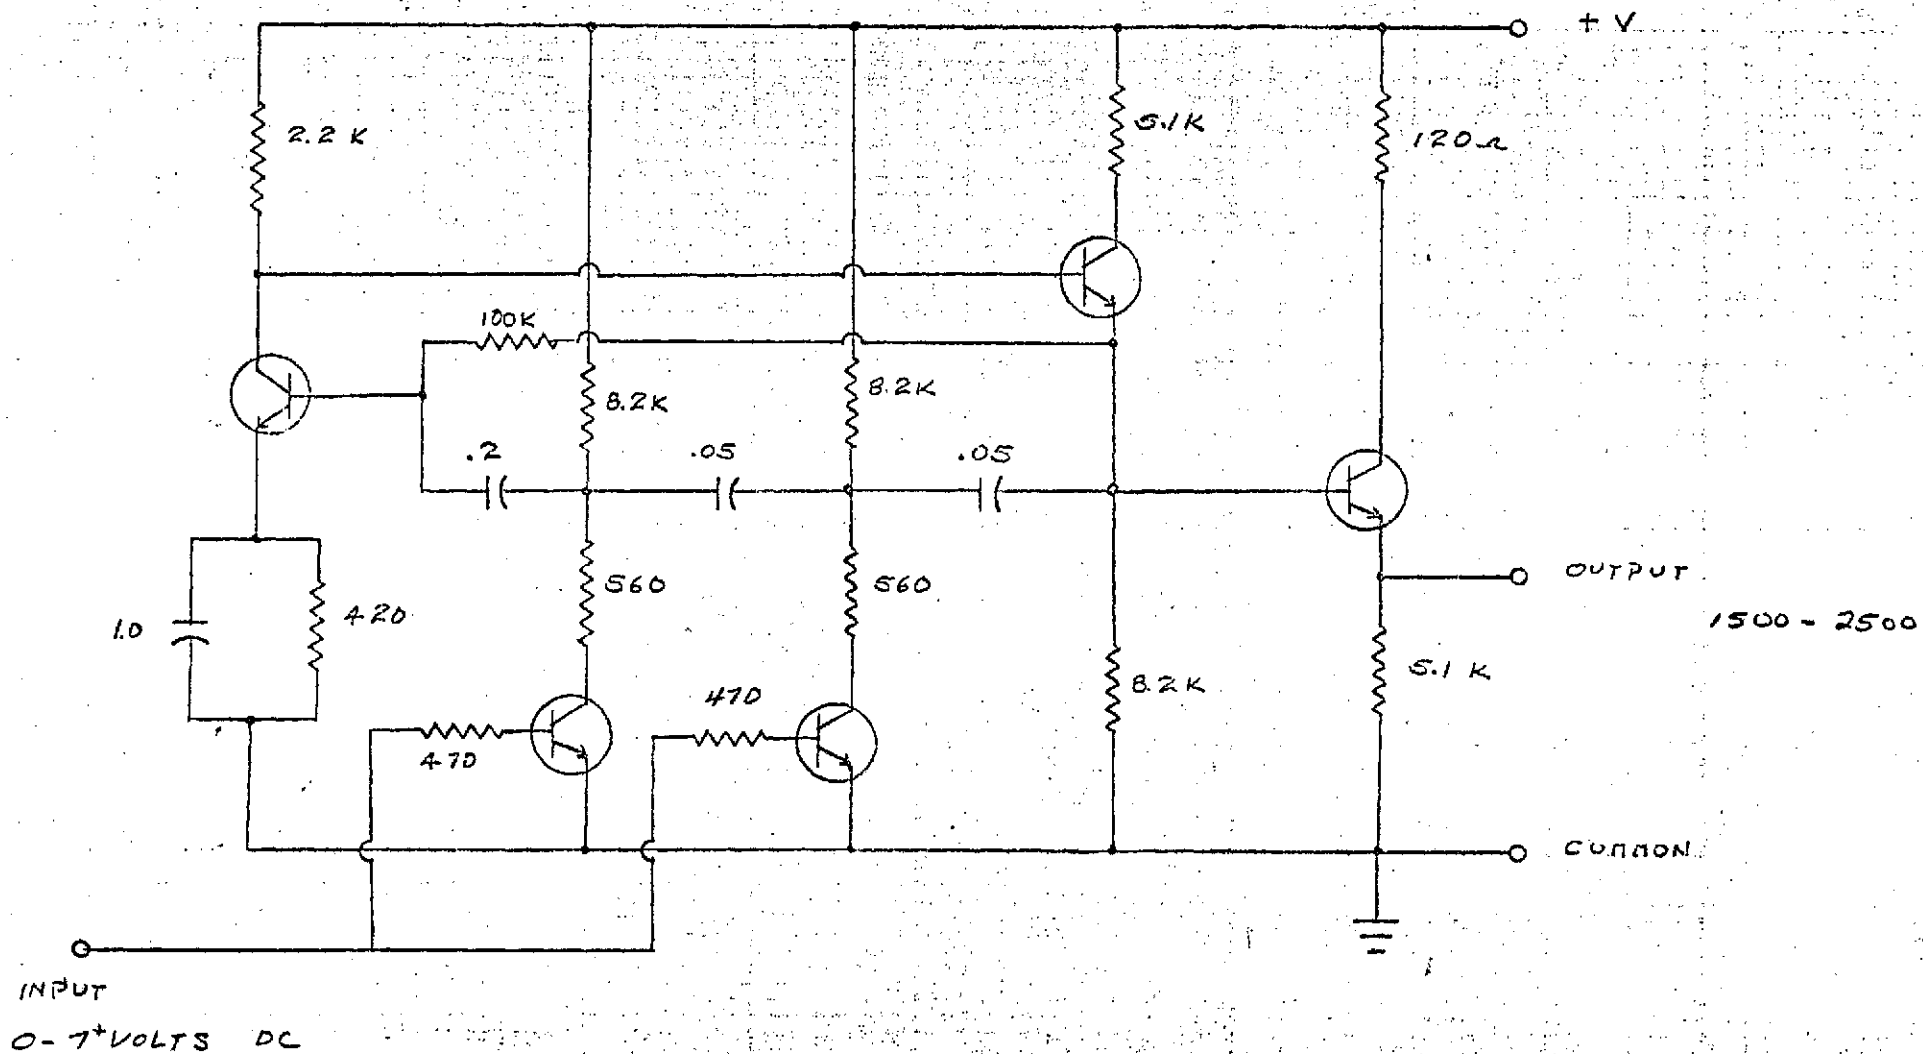 + V
2.2 K
5.1K
120Ω
100K
8.2K
8.2K
.2
.05
.05
1.0
420
560
560
OUTPUT
1500 - 2500
470
470
8.2K
5.1 K
COMMON
INPUT
0-7+VOLTS DC